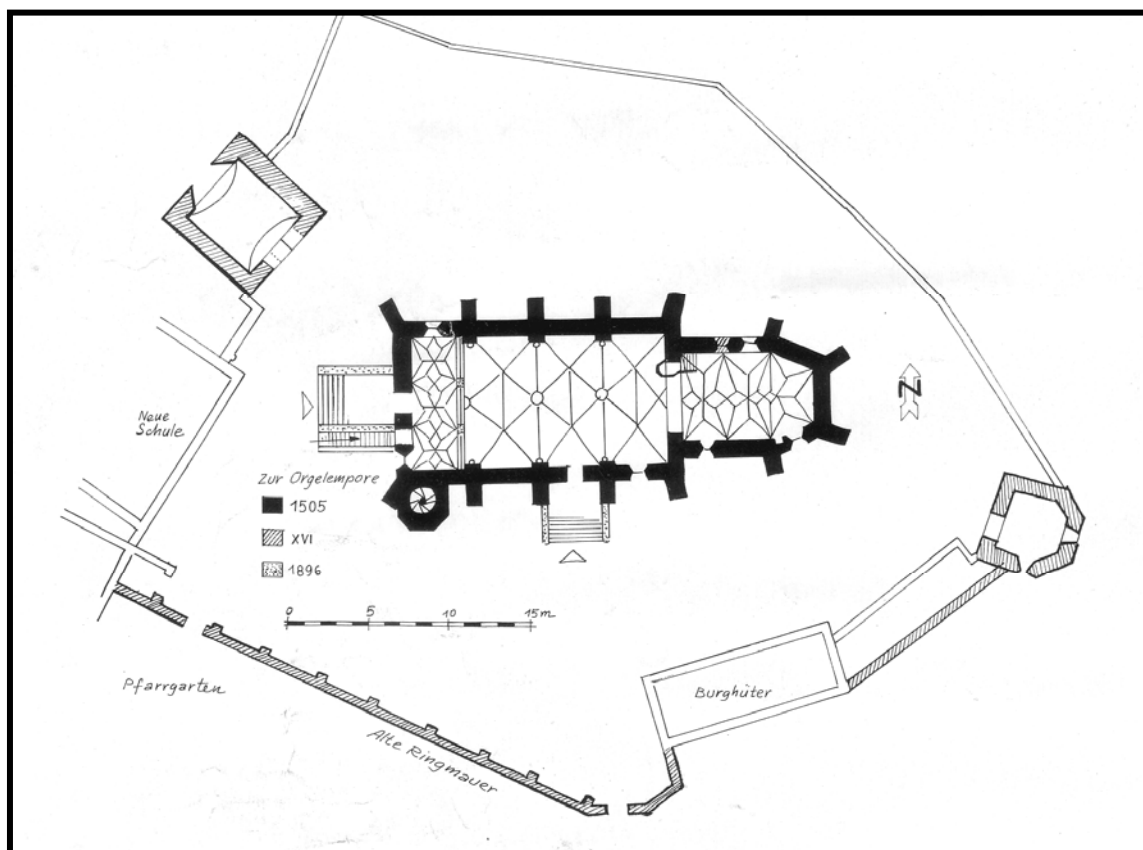 Neue
Schule
N
Zur Orgelempore
1505
XVI
1896
0 5 10 15m
Pfarrgarten
Alte Ringmauer
Burghüter